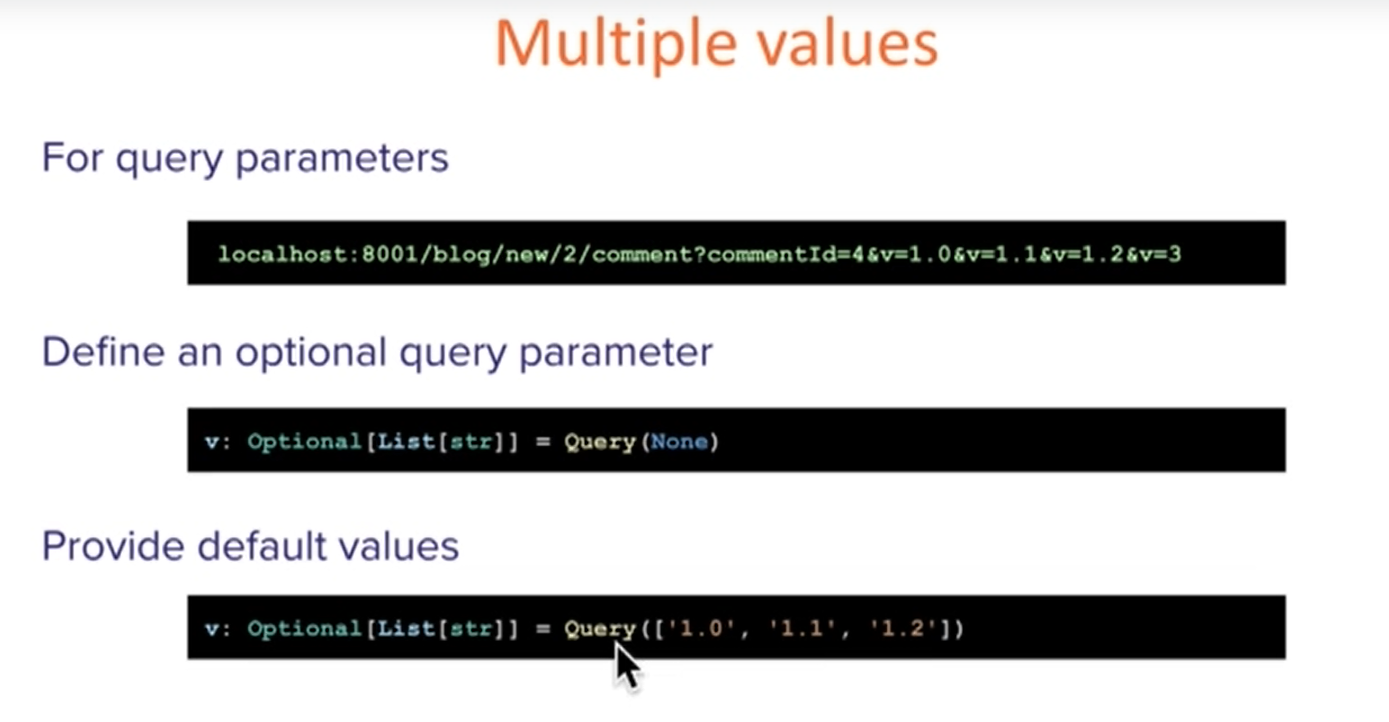 Multiple values
For query parameters
localhost:8001/blog/new/2/comment?commentId=4&v=1.0&v=1.1&v=1.2&v=3
Define an optional query parameter
v: Optional[List[str]] = Query(None)
Provide default values
v: Optional[List[str]] = Query(['1.0', '1.1', '1.2'])